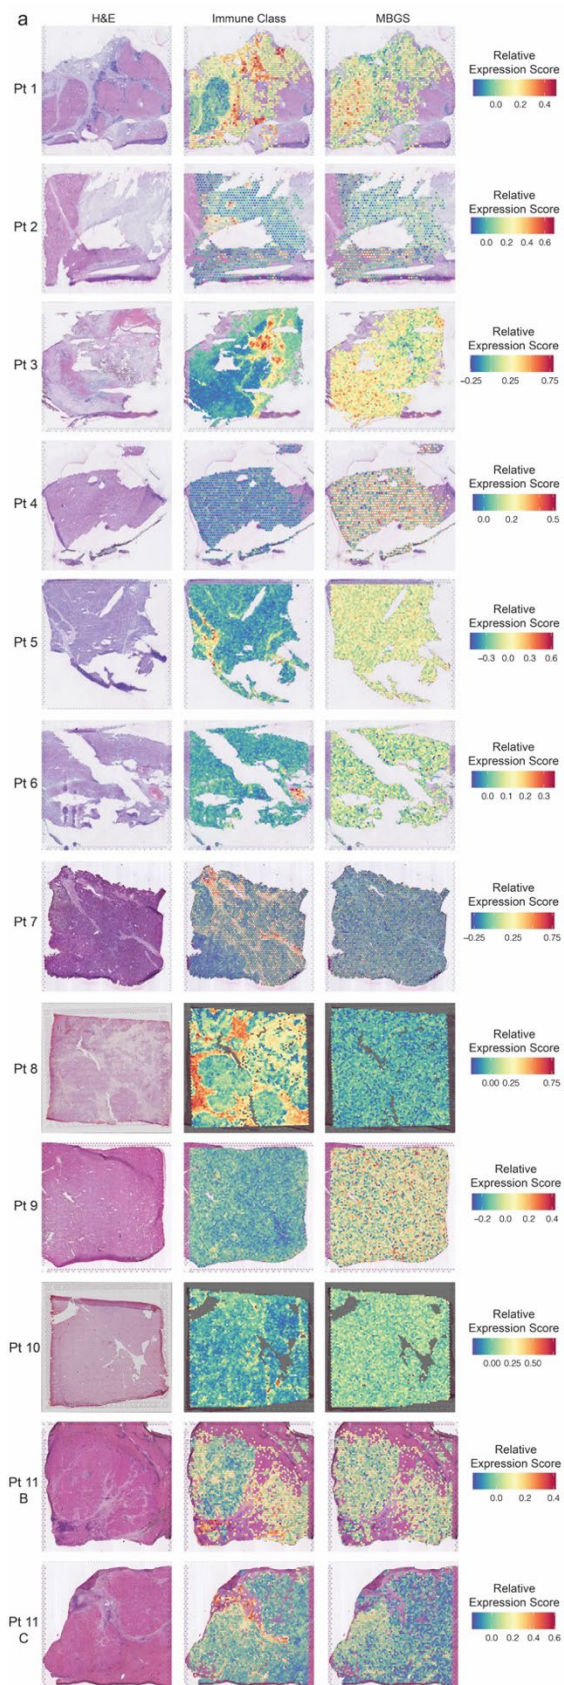 a
H&E Immune Class MBGS
Pt 1
Relative
Expression Score
0.0 0.2 0.4
Pt 2
Relative
Expression Score
0.0 0.2 0.4 0.6
Pt 3
Relative
Expression Score
−0.25 0.25 0.75
Pt 4
Relative
Expression Score
0.0 0.2 0.5
Pt 5
Relative
Expression Score
−0.3 0.0 0.3 0.6
Pt 6
Relative
Expression Score
0.0 0.1 0.2 0.3
Pt 7
Relative
Expression Score
−0.25 0.25 0.75
Pt 8
Relative
Expression Score
0.00 0.25 0.75
Pt 9
Relative
Expression Score
−0.2 0.0 0.2 0.4
Pt 10
Relative
Expression Score
0.00 0.25 0.50
Pt 11
B
Relative
Expression Score
0.0 0.2 0.4
Pt 11
C
Relative
Expression Score
0.0 0.2 0.4 0.6